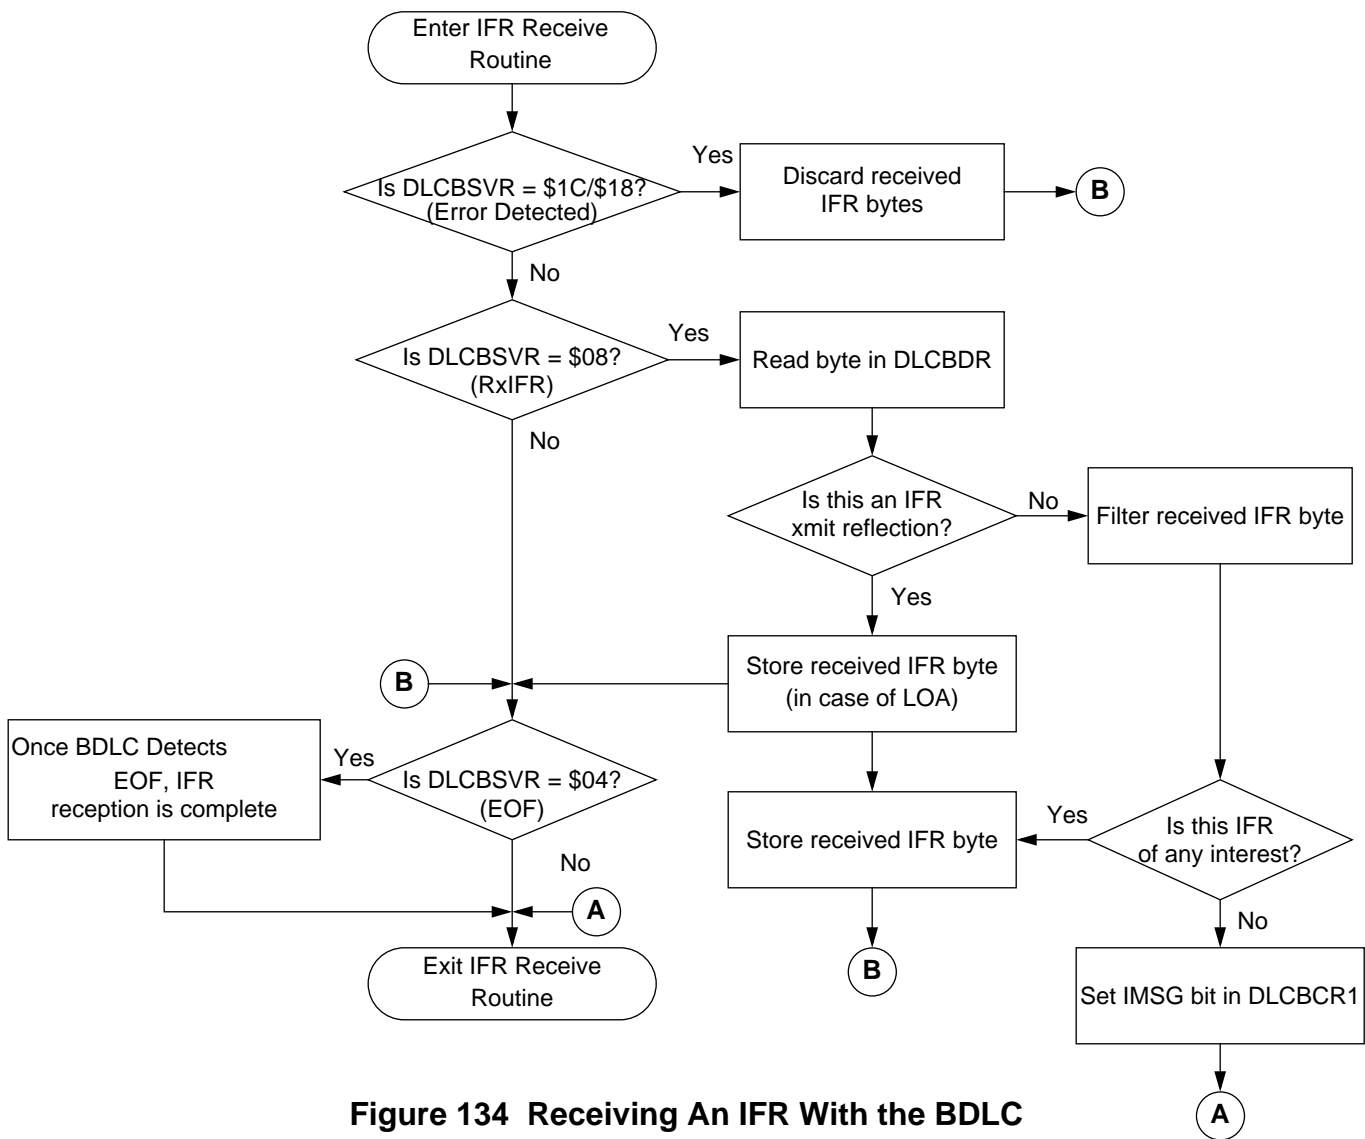 Enter IFR Receive
Routine
Is DLCBSVR = $1C/$18?
(Error Detected)
Yes
Discard received
IFR bytes
B
No
Is DLCBSVR = $08?
(RxIFR)
Yes
Read byte in DLCBDR
No
Is this an IFR
xmit reflection?
No
Filter received IFR byte
Yes
Store received IFR byte
(in case of LOA)
B
Once BDLC Detects
EOF, IFR
reception is complete
Yes
Is DLCBSVR = $04?
(EOF)
Store received IFR byte
Yes
Is this IFR
of any interest?
No
A
No
B
Exit IFR Receive
Routine
Set IMSG bit in DLCBCR1
A
Figure 134 Receiving An IFR With the BDLC